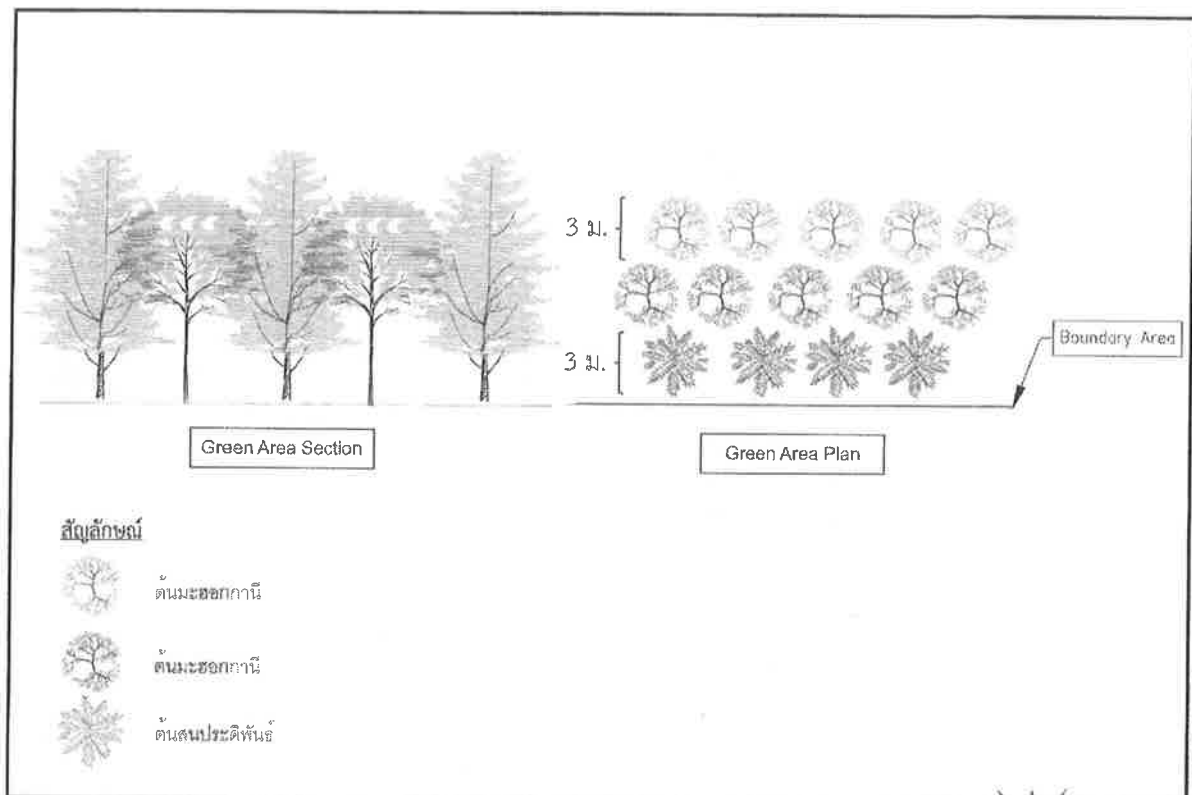 3 ม.
3 ม.
Boundary Area
Green Area Section
Green Area Plan
สัญลักษณ์
ต้นมะฮอกกานี
ต้นมะฮอกกานี
ต้นสนประดิพันธ์